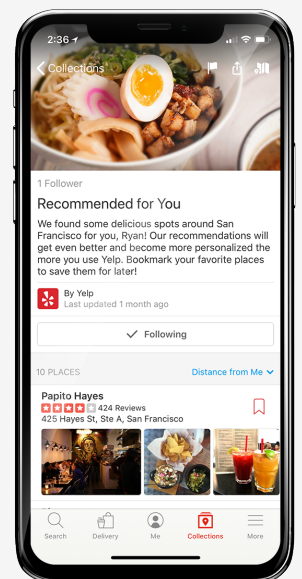 2:36
Collections
1 Follower
Recommended for You
We found some delicious spots around San
Francisco for you, Ryan! Our recommendations will
get even better and become more personalized the
more you use Yelp. Bookmark your favorite places
to save them for later!
By Yelp
Last updated 1 month ago
Following
10 PLACES Distance from Me
Papito Hayes
424 Reviews
425 Hayes St, Ste A, San Francisco
Search Delivery Me Collections More